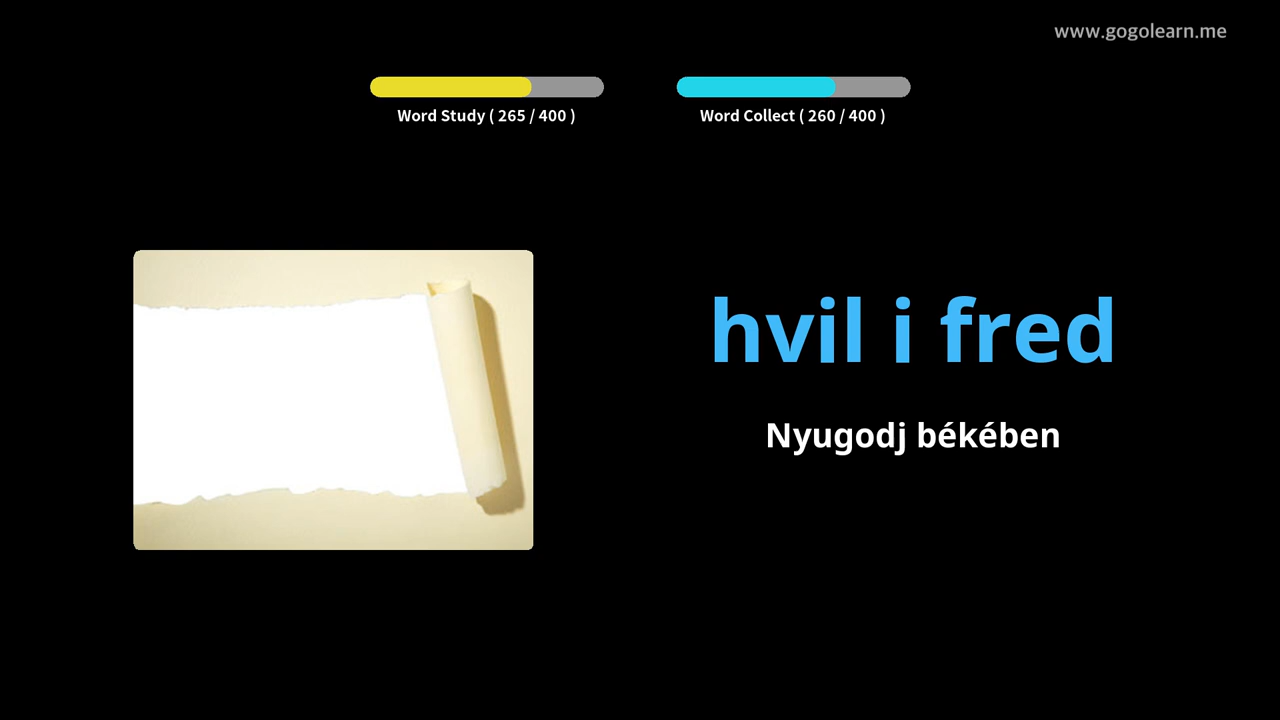 www.gogolearn.me
Word Study ( 265 / 400 )
Word Collect ( 260 / 400 )
hvil i fred
Nyugodj békében